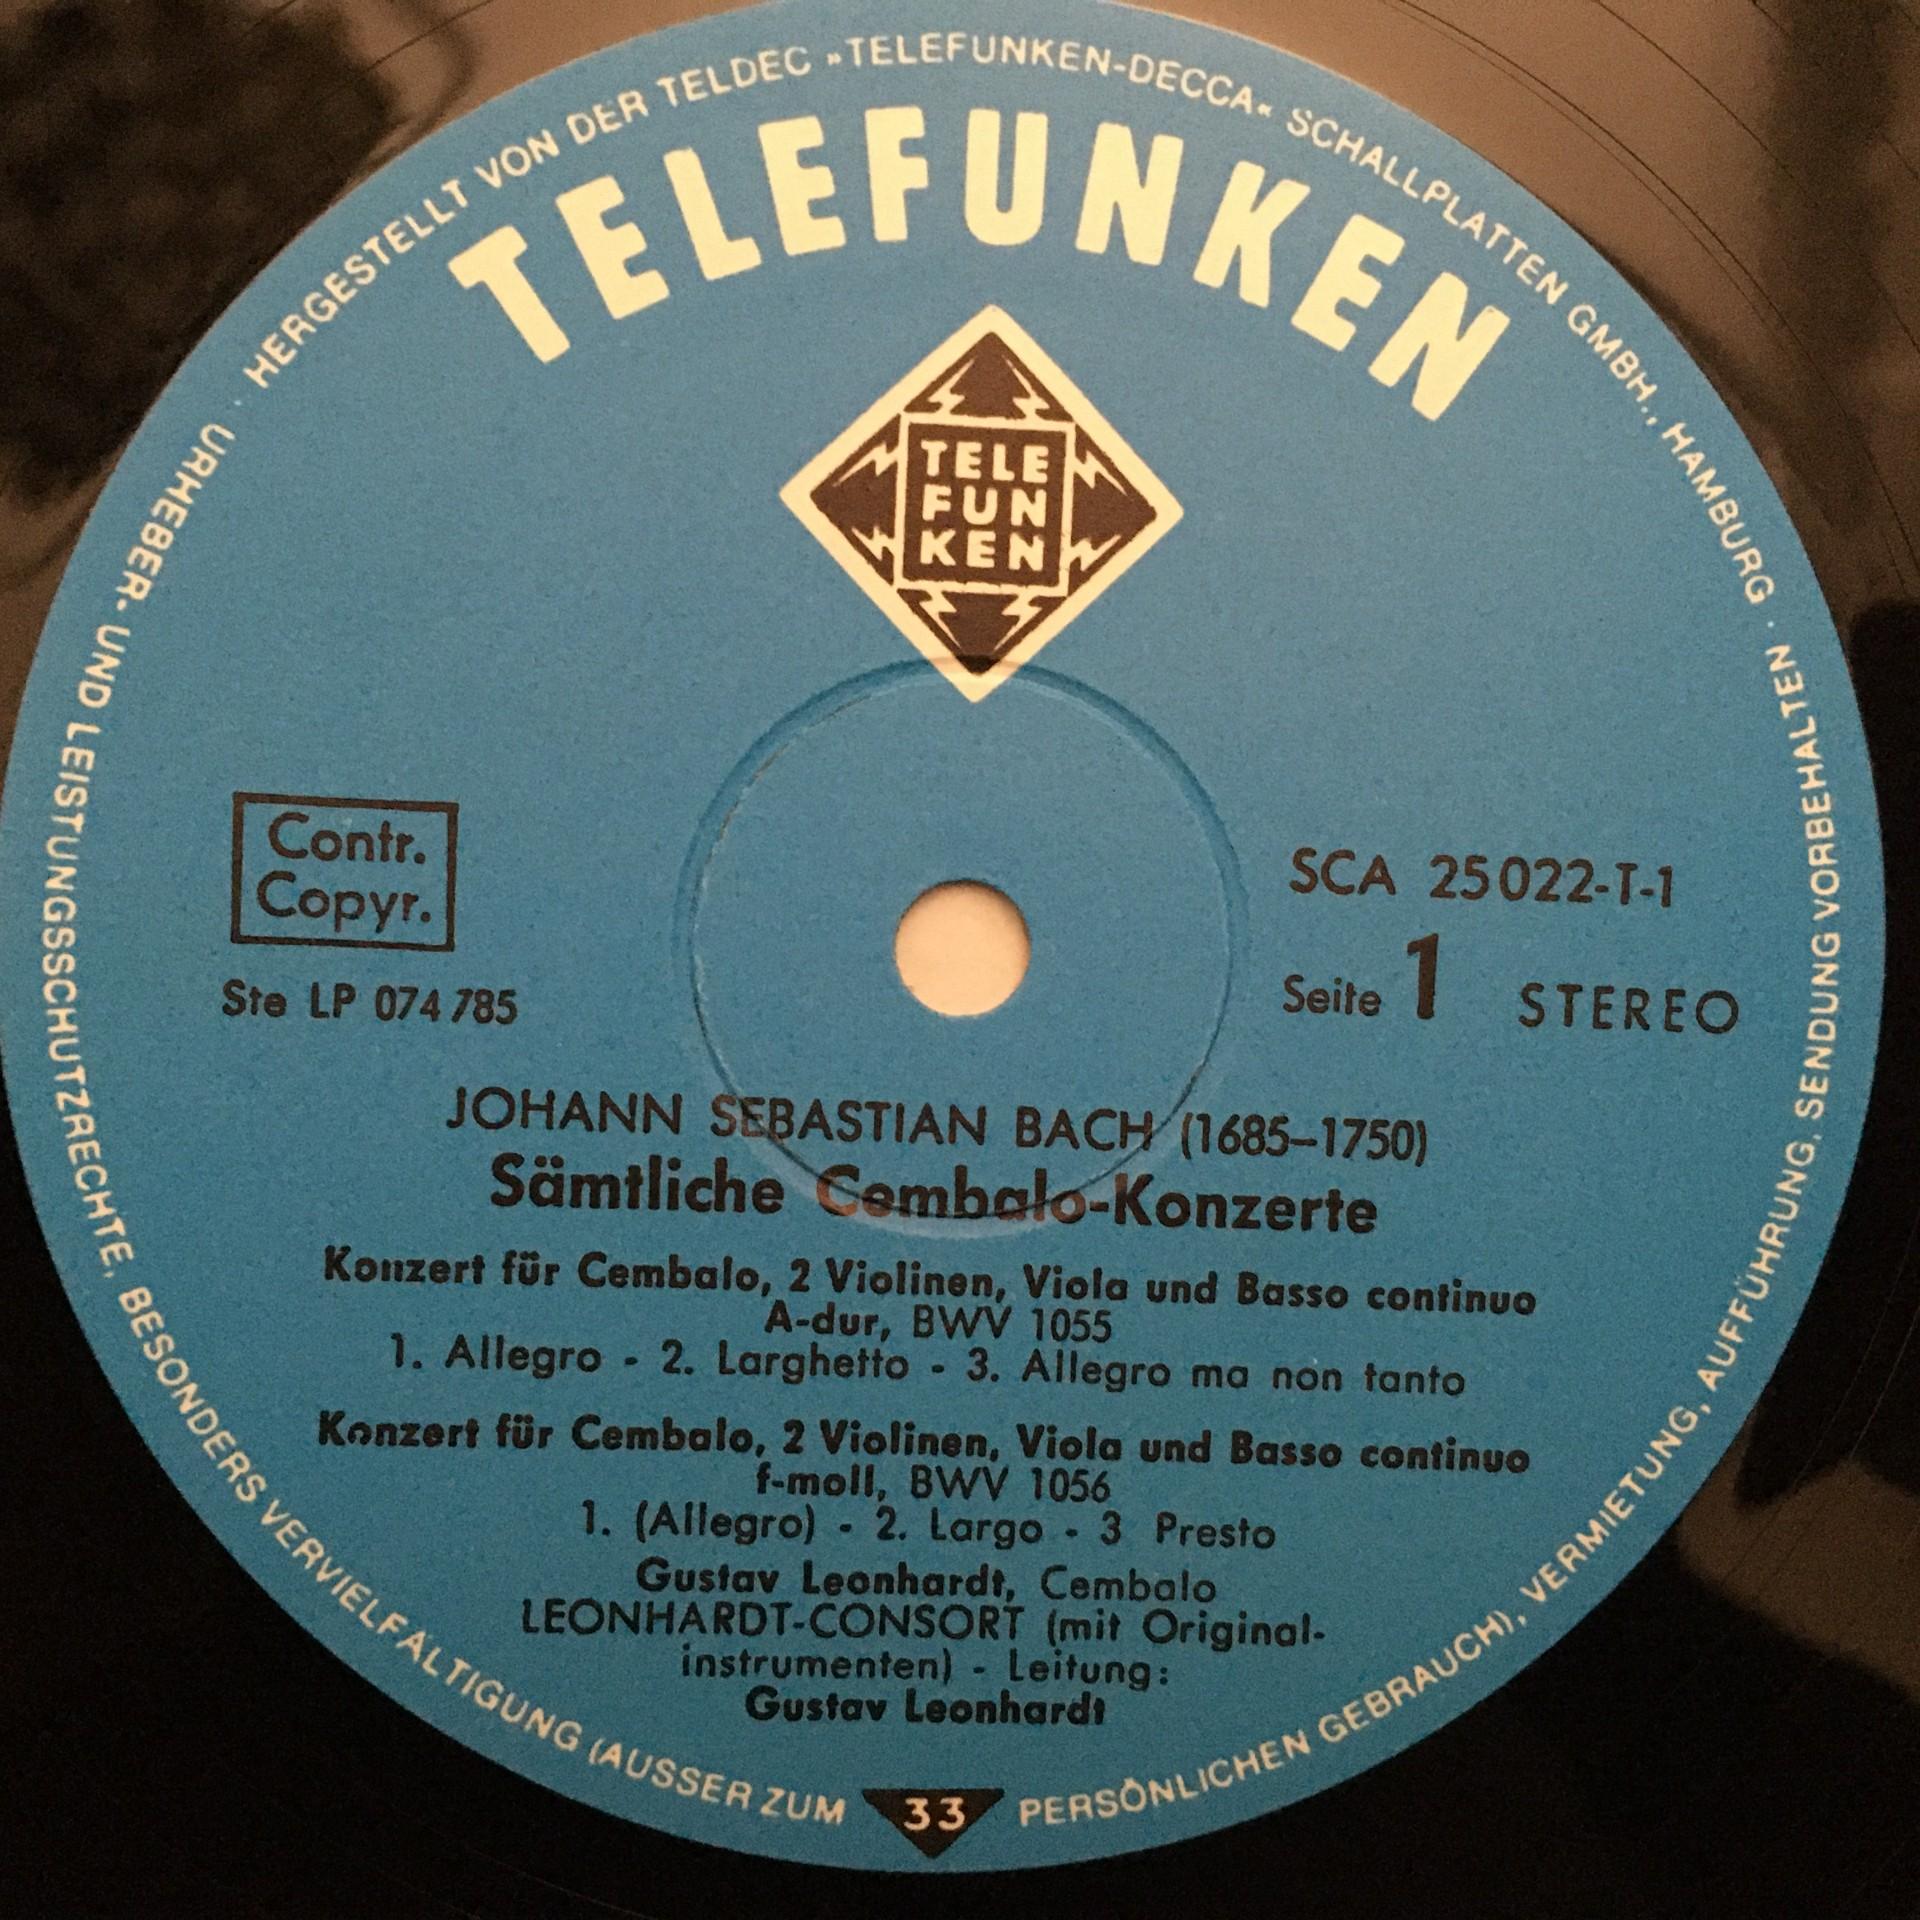 HERGESTELLT VON DER TELDEC »TELEFUNKEN-DECCA« SCHALLPLATTEN GMBH., HAMBURG ·
URHEBER- UND LEISTUNGSSCHUTZRECHTE, BESONDERS VERVIELFÄLTIGUNG (AUSSER ZUM PERSÖNLICHEN GEBRAUCH), VERMIETUNG, AUFFÜHRUNG, SENDUNG VORBEHALTEN ·
TELEFUNKEN
TELE
FUN
KEN
Contr.
Copyr.
Ste LP 074 785
SCA 25 022-T-1
Seite 1 STEREO
JOHANN SEBASTIAN BACH (1685–1750)
Sämtliche Cembalo-Konzerte
Konzert für Cembalo, 2 Violinen, Viola und Basso continuo
A-dur, BWV 1055
1. Allegro - 2. Larghetto - 3. Allegro ma non tanto
Konzert für Cembalo, 2 Violinen, Viola und Basso continuo
f-moll, BWV 1056
1. (Allegro) - 2. Largo - 3 Presto
Gustav Leonhardt, Cembalo
LEONHARDT-CONSORT (mit Original-
instrumenten) - Leitung:
Gustav Leonhardt
33